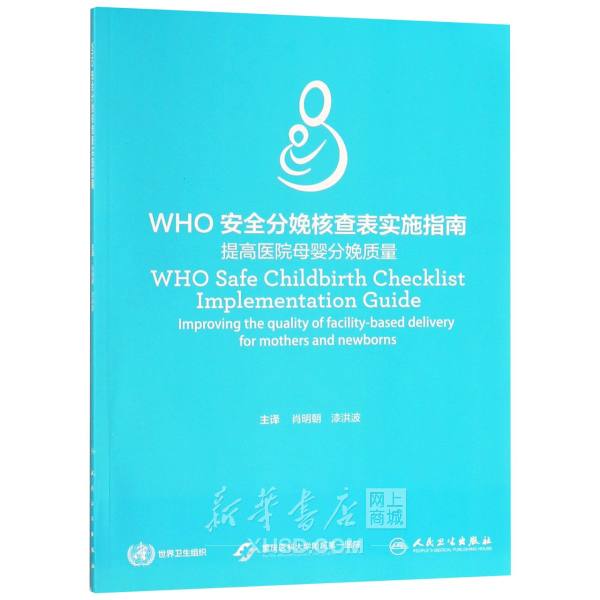 WHO 安全分娩核查表实施指南
提高医院母婴分娩质量
WHO Safe Childbirth Checklist
Implementation Guide
Improving the quality of facility-based delivery
for mothers and newborns
主译 肖明朝 漆洪波
新华书店
网上
商城
XHSD.COM
世界卫生组织
人民卫生出版社
PEOPLE'S MEDICAL PUBLISHING HOUSE